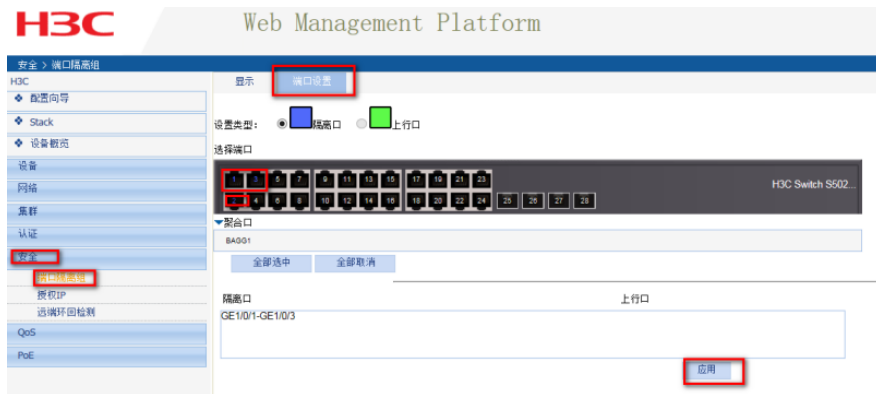 H3C
Web Management Platform
安全 > 端口隔离组
H3C
配置向导
Stack
设备概览
设备
网络
集群
认证
安全
端口隔离组
授权IP
远端环回检测
QoS
PoE
显示
端口设置
设置类型:
隔离口
上行口
选择端口
1 3 5 7 9 11 13 15 17 19 21 23
2 4 6 8 10 12 14 16 18 20 22 24 25 26 27 28
H3C Switch S502...
聚合口
BAGG1
全部选中
全部取消
隔离口
上行口
GE1/0/1-GE1/0/3
应用